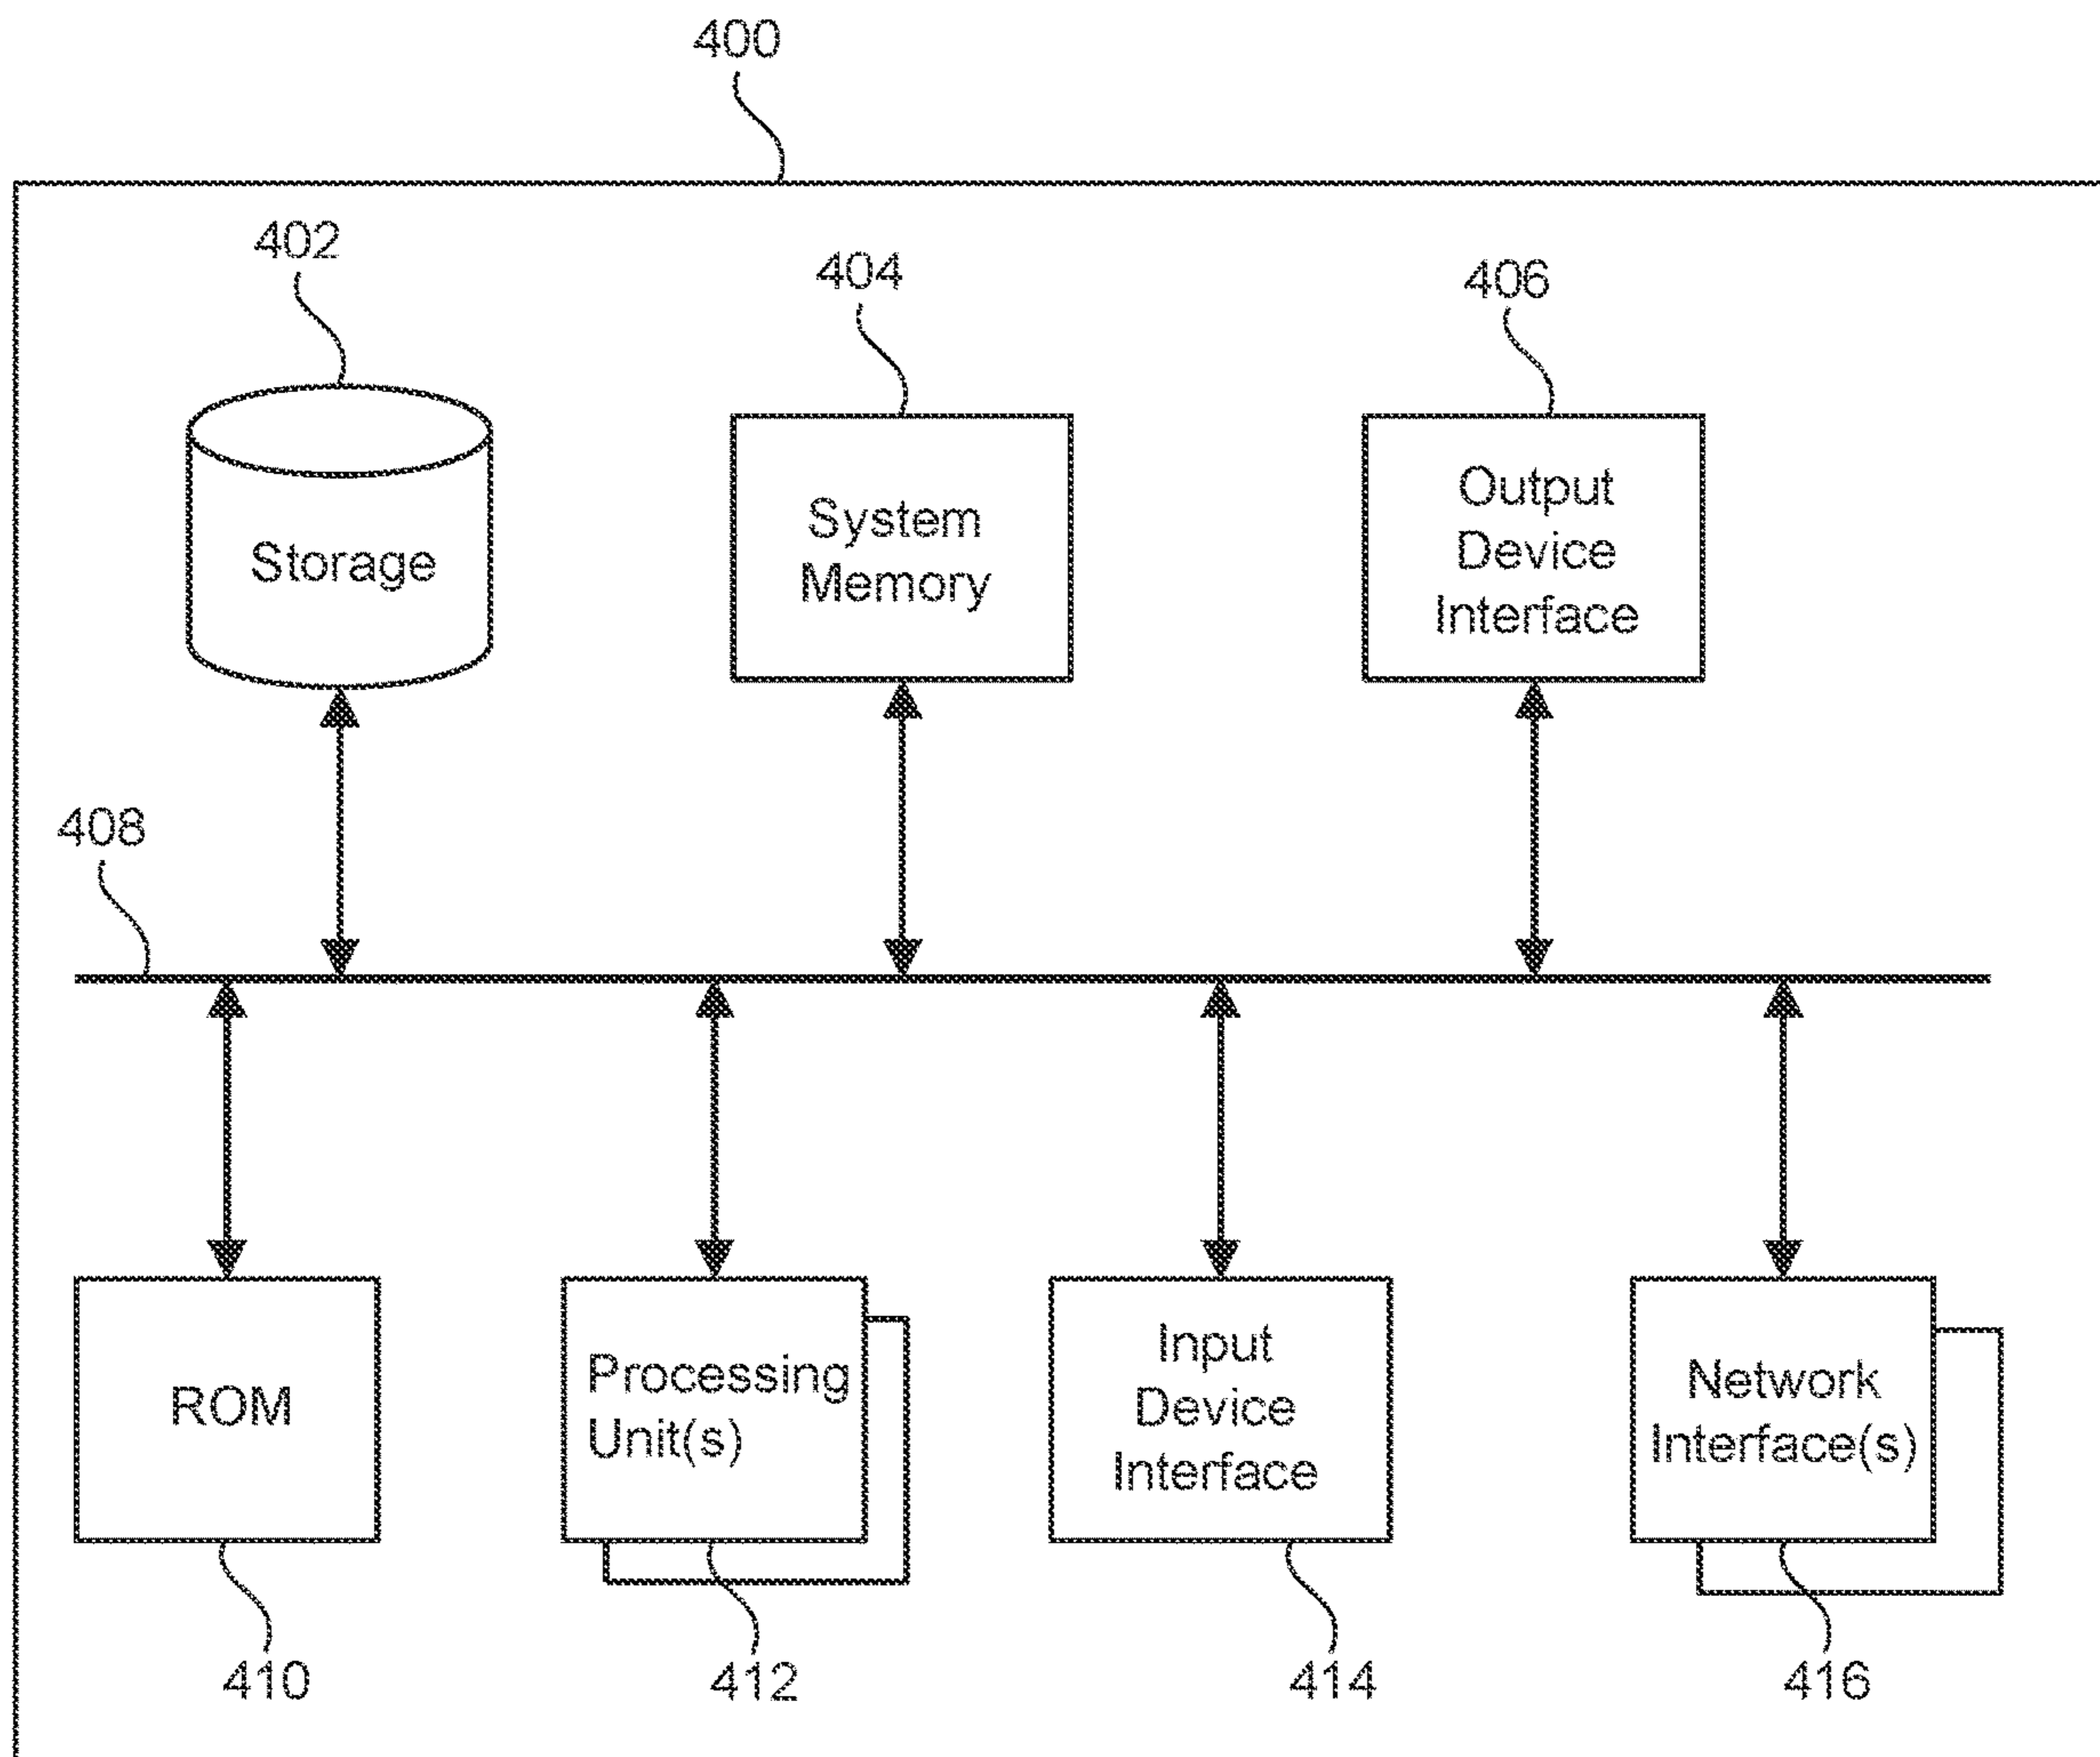 400
402
404
406
Storage
System
Memory
Output
Device
Interface
408
ROM
Processing
Unit(s)
Input
Device
Interface
Network
Interface(s)
410
412
414
416